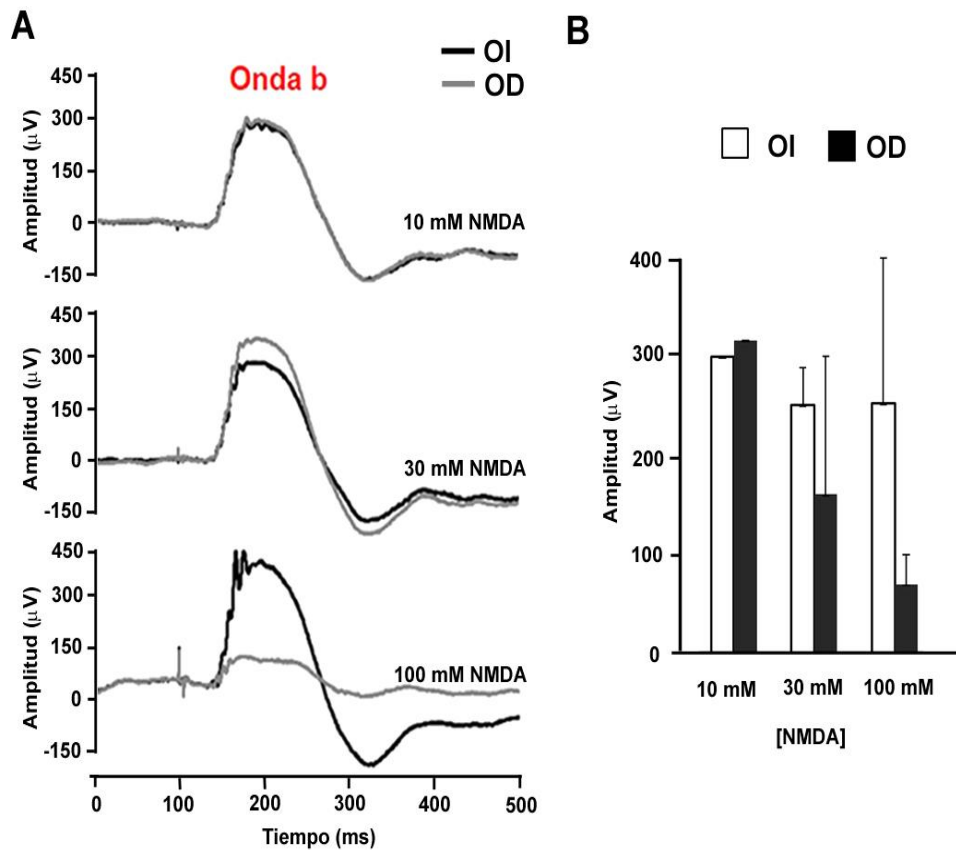 A
OI
OD
Onda b
450
300
150
0
-150
Amplitud (µV)
10 mM NMDA
450
300
150
0
-150
Amplitud (µV)
30 mM NMDA
450
300
150
0
-150
Amplitud (µV)
100 mM NMDA
0 100 200 300 400 500
Tiempo (ms)
B
OI OD
400
300
200
100
0
Amplitud (µV)
10 mM 30 mM 100 mM
[NMDA]